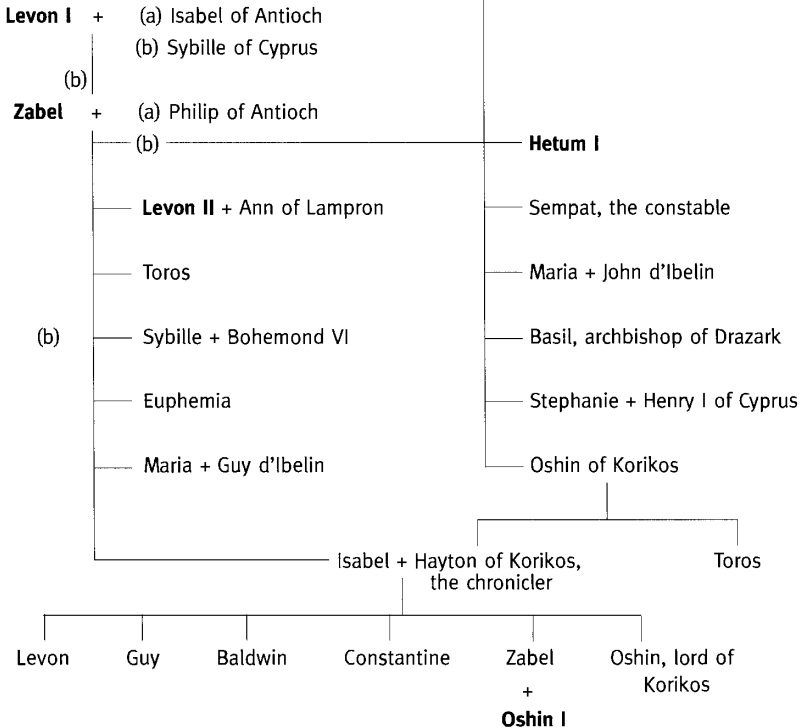 Levon I + (a) Isabel of Antioch
(b) Sybille of Cyprus
(b)
Zabel + (a) Philip of Antioch
(b) Hetum I
Levon II + Ann of Lampron
Sempat, the constable
Toros
Maria + John d'Ibelin
(b) Sybille + Bohemond VI
Basil, archbishop of Drazark
Euphemia
Stephanie + Henry I of Cyprus
Maria + Guy d'Ibelin
Oshin of Korikos
Isabel + Hayton of Korikos,
the chronicler
Toros
Levon
Guy
Baldwin
Constantine
Zabel
+
Oshin I
Oshin, lord of
Korikos